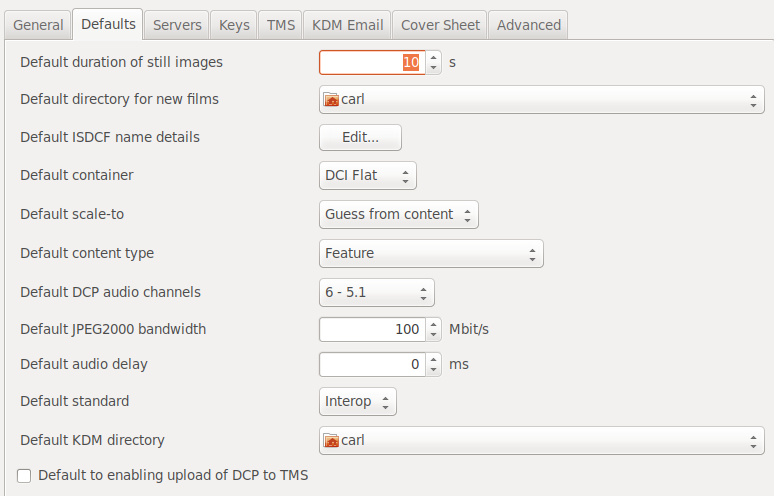 General Defaults Servers Keys TMS KDM Email Cover Sheet Advanced
Default duration of still images 10 s
Default directory for new films carl
Default ISDCF name details Edit...
Default container DCI Flat
Default scale-to Guess from content
Default content type Feature
Default DCP audio channels 6 - 5.1
Default JPEG2000 bandwidth 100 Mbit/s
Default audio delay 0 ms
Default standard Interop
Default KDM directory carl
Default to enabling upload of DCP to TMS